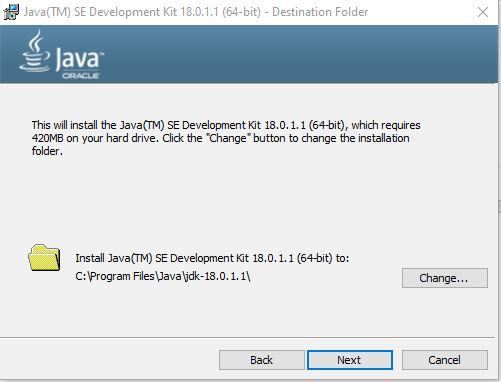 Java(TM) SE Development Kit 18.0.1.1 (64-bit) - Destination Folder
Java™
ORACLE
This will install the Java(TM) SE Development Kit 18.0.1.1 (64-bit), which requires
420MB on your hard drive. Click the "Change" button to change the installation
folder.
Install Java(TM) SE Development Kit 18.0.1.1 (64-bit) to:
C:\Program Files\Java\jdk-18.0.1.1\
Change...
Back
Next
Cancel